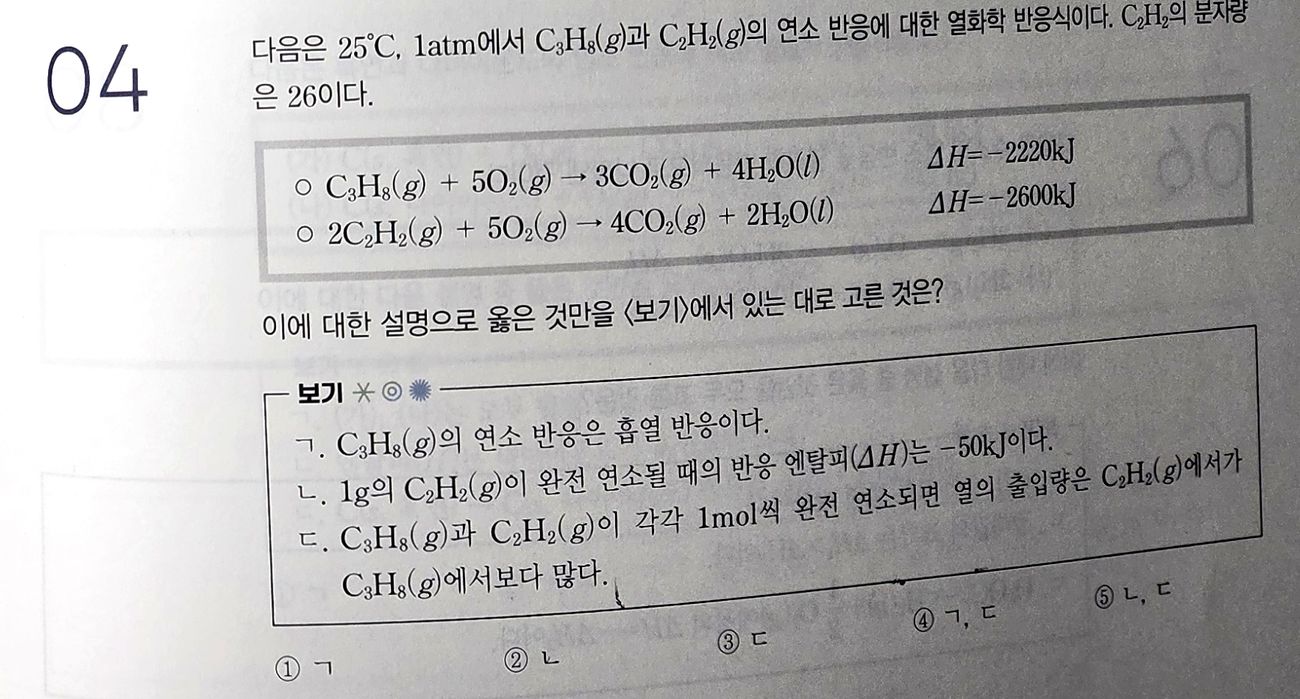 04
다음은 25℃, 1atm에서 C₃H₈(g)과 C₂H₂(g)의 연소 반응에 대한 열화학 반응식이다. C₂H₂의 분자량
은 26이다.
○ C₃H₈(g) + 5O₂(g) → 3CO₂(g) + 4H₂O(l) ΔH=−2220kJ
○ 2C₂H₂(g) + 5O₂(g) → 4CO₂(g) + 2H₂O(l) ΔH=−2600kJ
이에 대한 설명으로 옳은 것만을 〈보기〉에서 있는 대로 고른 것은?
보기
ㄱ. C₃H₈(g)의 연소 반응은 흡열 반응이다.
ㄴ. 1g의 C₂H₂(g)이 완전 연소될 때의 반응 엔탈피(ΔH)는 −50kJ이다.
ㄷ. C₃H₈(g)과 C₂H₂(g)이 각각 1mol씩 완전 연소되면 열의 출입량은 C₂H₂(g)에서가
C₃H₈(g)에서보다 많다.
① ㄱ ② ㄴ ③ ㄷ ④ ㄱ, ㄷ ⑤ ㄴ, ㄷ